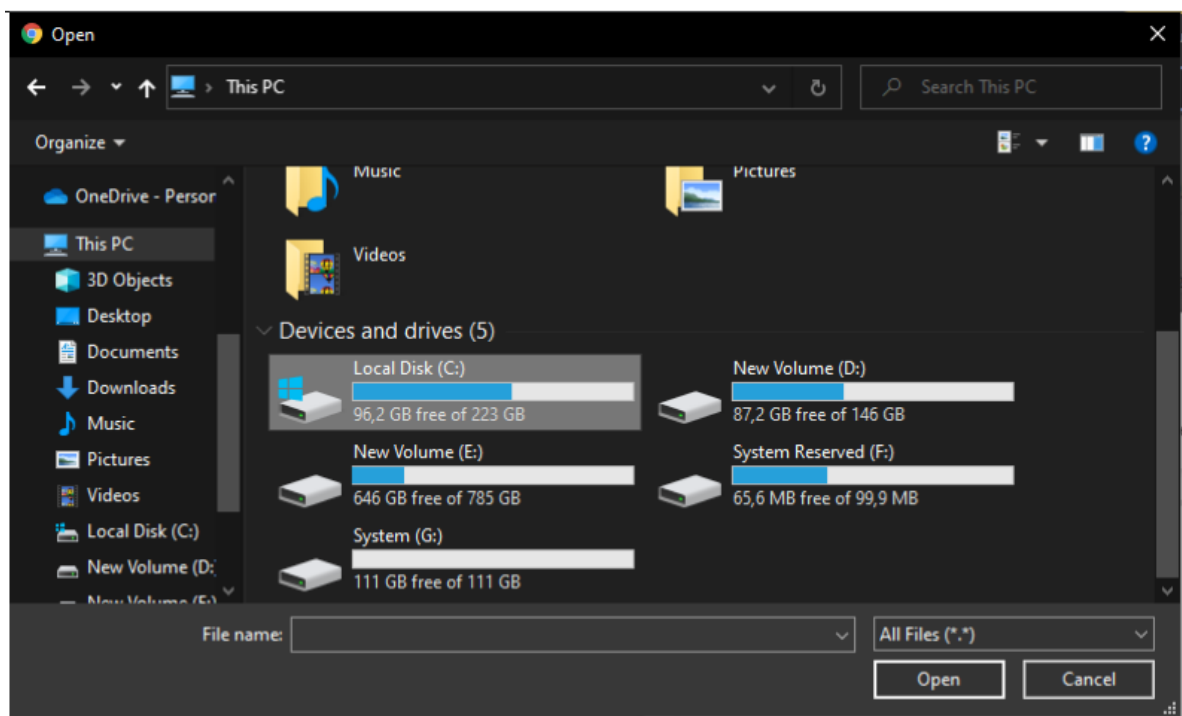 Open
This PC
Search This PC
Organize
OneDrive - Person
This PC
3D Objects
Desktop
Documents
Downloads
Music
Pictures
Videos
Local Disk (C:)
New Volume (D:
New Volume (E:)
Music
Pictures
Videos
Devices and drives (5)
Local Disk (C:)
96,2 GB free of 223 GB
New Volume (D:)
87,2 GB free of 146 GB
New Volume (E:)
646 GB free of 785 GB
System Reserved (F:)
65,6 MB free of 99,9 MB
System (G:)
111 GB free of 111 GB
File name:
All Files (*.*)
Open
Cancel